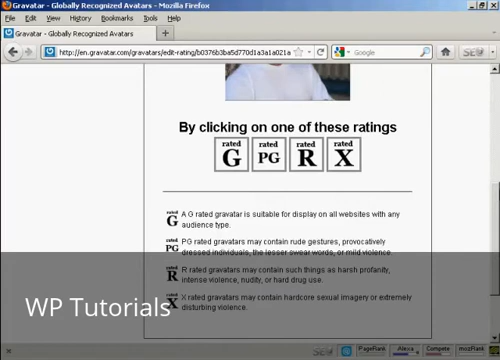 Gravatar - Globally Recognized Avatars - Mozilla Firefox
File Edit View History Bookmarks Tools Help
Gravatar - Globally Recognized Avatars
http://en.gravatar.com/gravatars/edit-rating/b0376b3ba5d770d1a3a1a021a
Google
SEO
By clicking on one of these ratings
rated G rated PG rated R rated X
rated G A G rated gravatar is suitable for display on all websites with any
audience type.
rated PG PG rated gravatars may contain rude gestures, provocatively
dressed individuals, the lesser swear words, or mild violence.
rated R R rated gravatars may contain such things as harsh profanity,
intense violence, nudity, or hard drug use.
rated X X rated gravatars may contain hardcore sexual imagery or extremely
disturbing violence.
WP Tutorials
SEO PageRank Alexa Compete mozRank